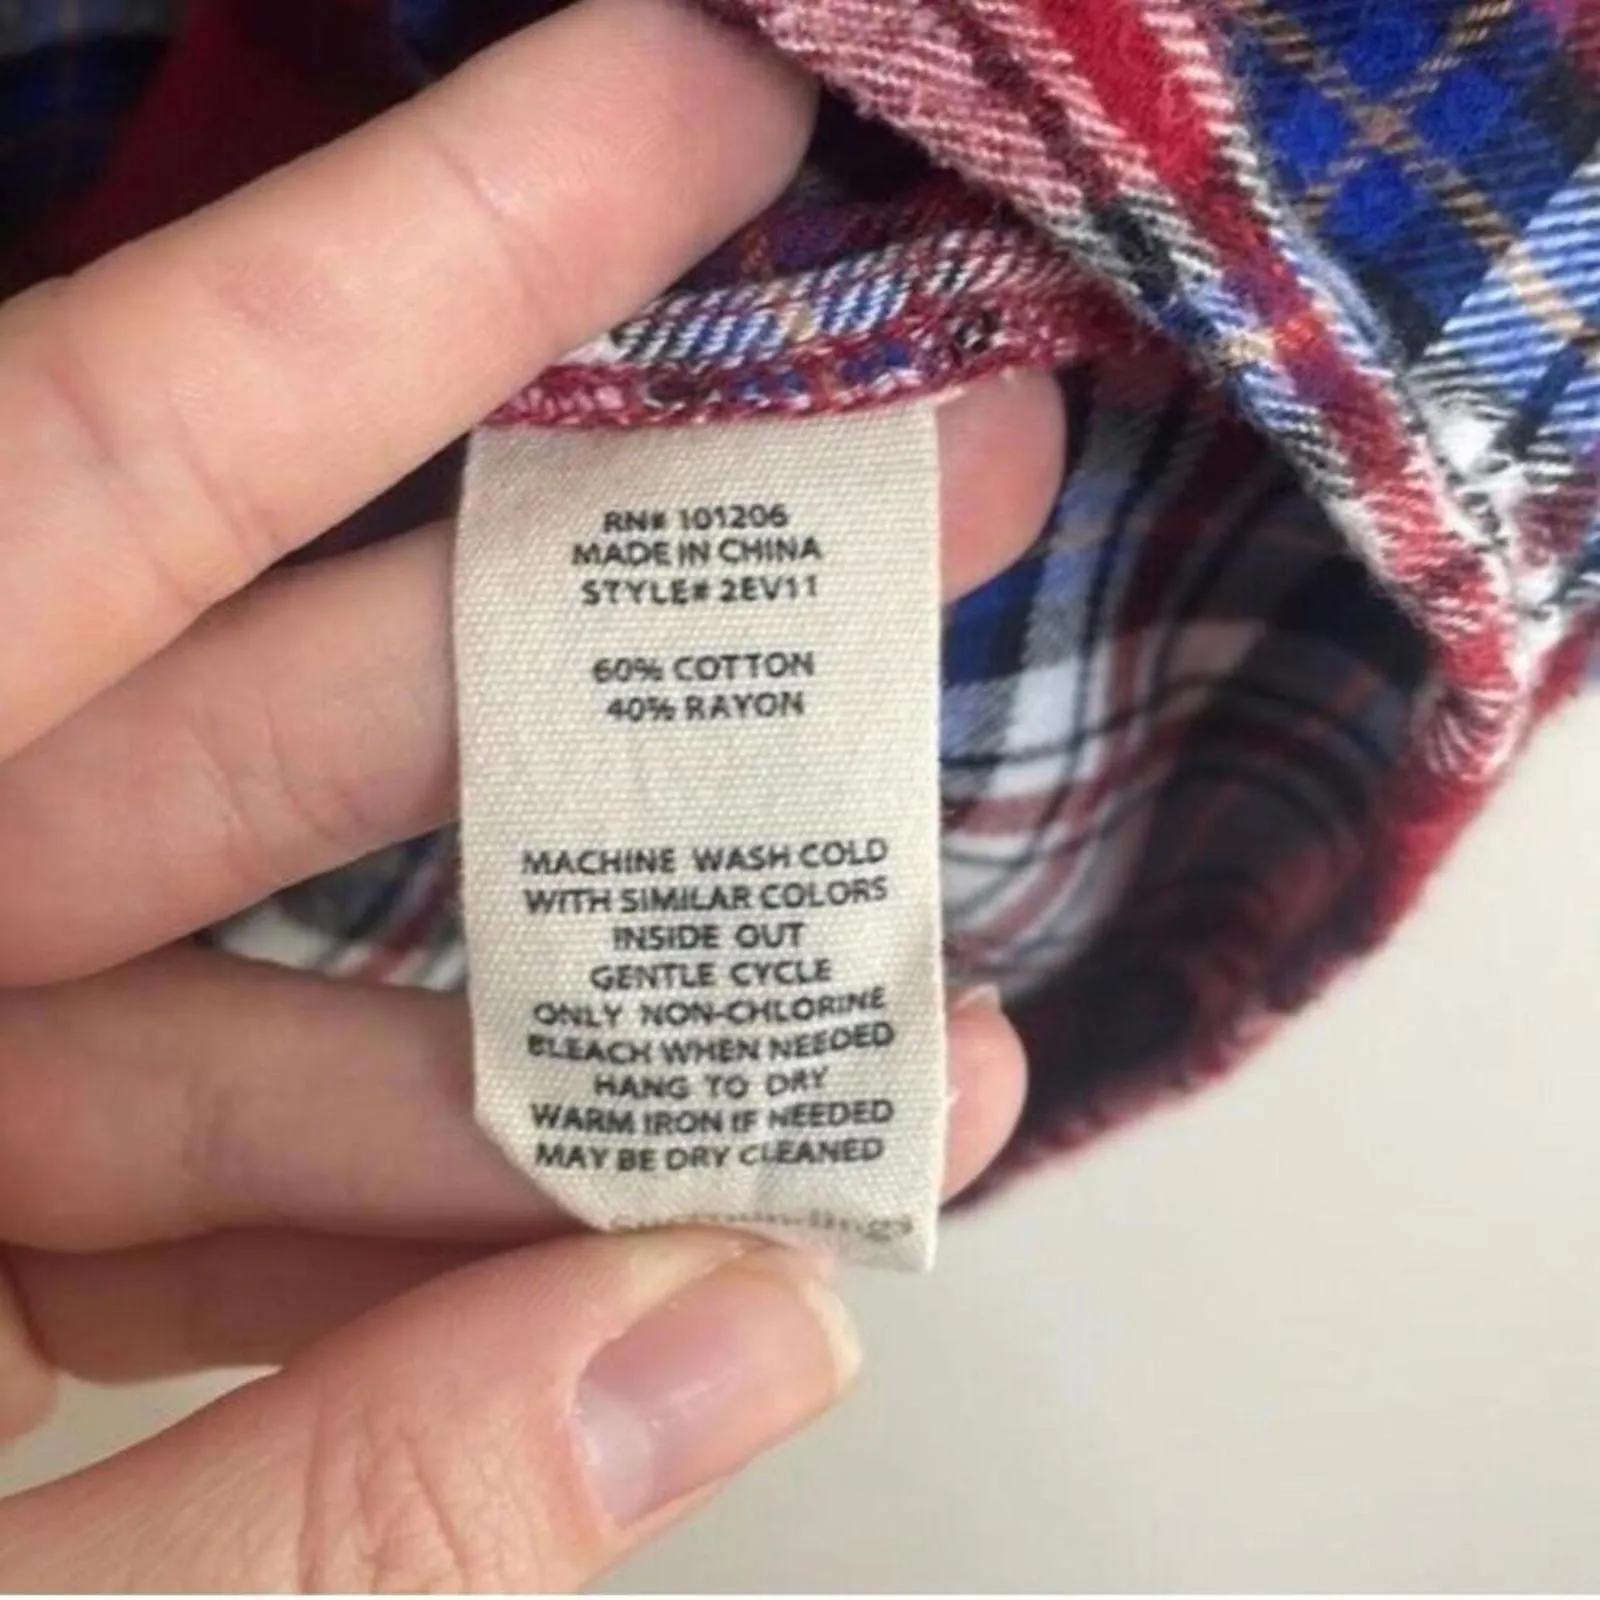 RN# 101206
MADE IN CHINA
STYLE# 2EV11
60% COTTON
40% RAYON
MACHINE WASH COLD
WITH SIMILAR COLORS
INSIDE OUT
GENTLE CYCLE
ONLY NON-CHLORINE
BLEACH WHEN NEEDED
HANG TO DRY
WARM IRON IF NEEDED
MAY BE DRY CLEANED